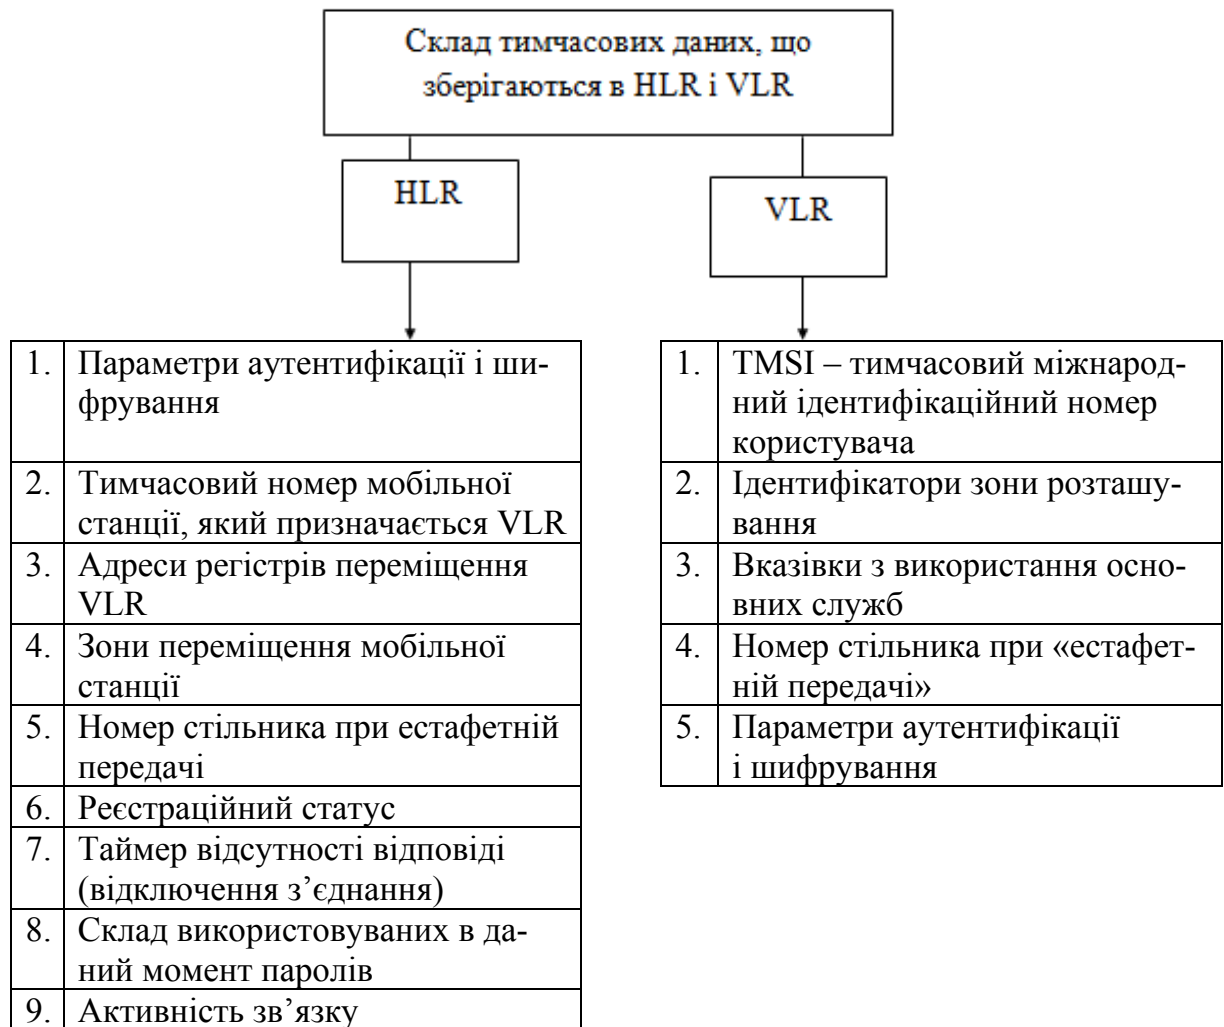 Склад тимчасових даних, що
зберігаються в HLR і VLR
HLR
VLR
1. Параметри аутентифікації і ши-
фрування
2. Тимчасовий номер мобільної
станції, який призначається VLR
3. Адреси регістрів переміщення
VLR
4. Зони переміщення мобільної
станції
5. Номер стільника при естафетній
передачі
6. Реєстраційний статус
7. Таймер відсутності відповіді
(відключення з’єднання)
8. Склад використовуваних в да-
ний момент паролів
9. Активність зв’язку
1. TMSI – тимчасовий міжнарод-
ний ідентифікаційний номер
користувача
2. Ідентифікатори зони розташу-
вання
3. Вказівки з використання осно-
вних служб
4. Номер стільника при «естафет-
ній передачі»
5. Параметри аутентифікації
і шифрування